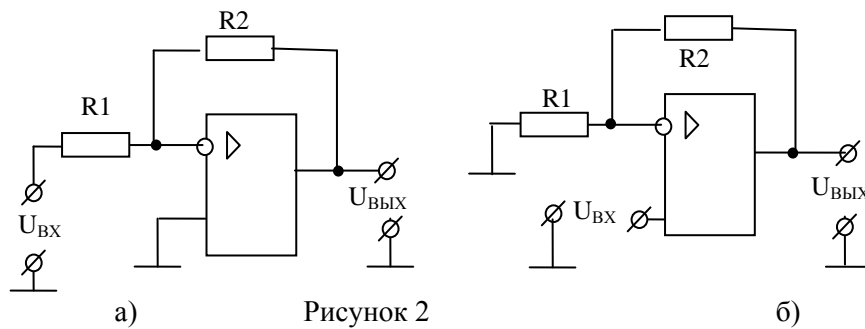 R2
R1
U_ВХ
U_ВЫХ
а)
R2
R1
U_ВХ
U_ВЫХ
б)
Рисунок 2